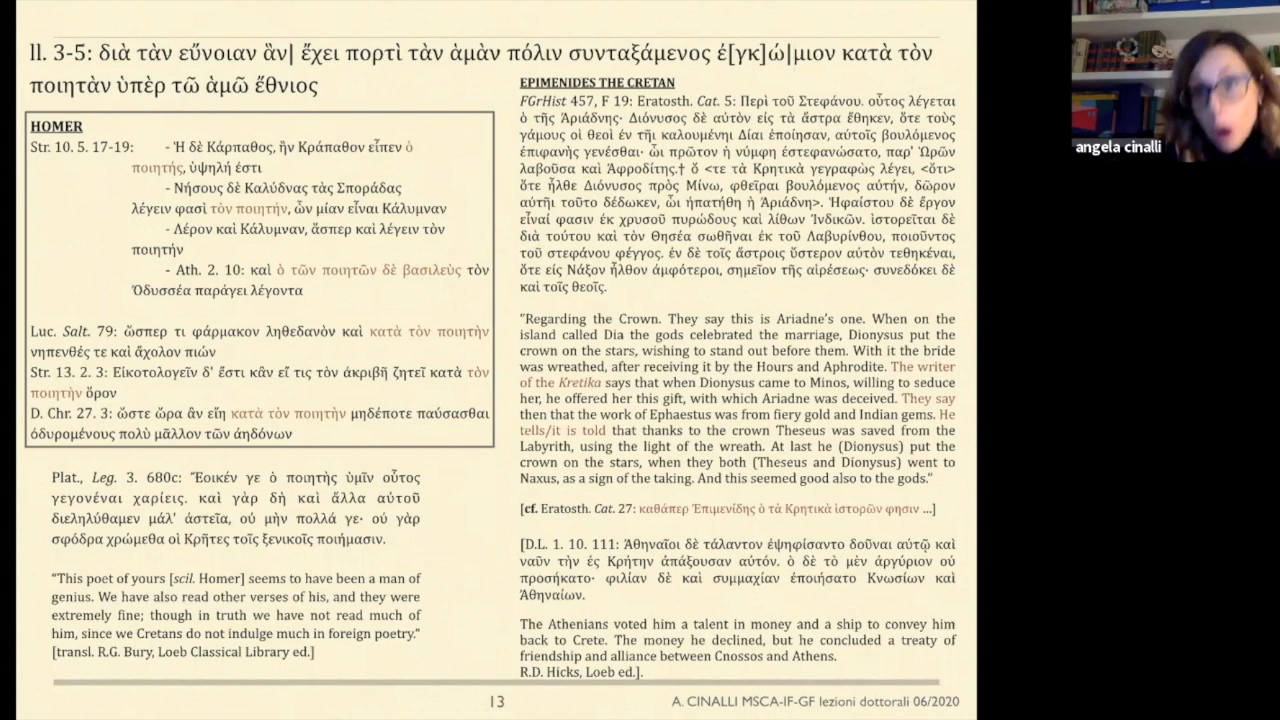 ll. 3-5: διὰ τὰν εὔνοιαν ἃν| ἔχει πορτὶ τὰν ἁμὰν πόλιν συνταξάμενος ἐ[γκ]ώ|μιον κατὰ τὸν
ποιητὰν ὑπὲρ τῶ ἁμῶ ἔθνιος
HOMER
Str. 10. 5. 17-19: - Ἡ δὲ Κάρπαθος, ἣν Κράπαθον εἶπεν ὁ
ποιητής, ὑψηλή ἐστι
- Νήσους δὲ Καλύδνας τὰς Σποράδας
λέγειν φασὶ τὸν ποιητήν, ὧν μίαν εἶναι Κάλυμναν
- Λέρον καὶ Κάλυμναν, ἅσπερ καὶ λέγειν τὸν
ποιητήν
- Ath. 2. 10: καὶ ὁ τῶν ποιητῶν δὲ βασιλεὺς τὸν
Ὀδυσσέα παράγει λέγοντα
Luc. Salt. 79: ὥσπερ τι φάρμακον ληθεδανὸν καὶ κατὰ τὸν ποιητὴν
νηπενθές τε καὶ ἄχολον πιών
Str. 13. 2. 3: Εἰκοτολογεῖν δ' ἔστι κἂν εἴ τις τὸν ἀκριβῆ ζητεῖ κατὰ τὸν
ποιητὴν ὅρον
D. Chr. 27. 3: ὥστε ὥρα ἂν εἴη κατὰ τὸν ποιητὴν μηδέποτε παύσασθαι
ὀδυρομένους πολὺ μᾶλλον τῶν ἀηδόνων
Plat., Leg. 3. 680c: "Ἔοικέν γε ὁ ποιητὴς ὑμῖν οὗτος
γεγονέναι χαρίεις. καὶ γὰρ δὴ καὶ ἄλλα αὐτοῦ
διεληλύθαμεν μάλ' ἀστεῖα, οὐ μὴν πολλά γε· οὐ γὰρ
σφόδρα χρώμεθα οἱ Κρῆτες τοῖς ξενικοῖς ποιήμασιν.
"This poet of yours [scil. Homer] seems to have been a man of
genius. We have also read other verses of his, and they were
extremely fine; though in truth we have not read much of
him, since we Cretans do not indulge much in foreign poetry."
[transl. R.G. Bury, Loeb Classical Library ed.]
EPIMENIDES THE CRETAN
FGrHist 457, F 19: Eratosth. Cat. 5: Περὶ τοῦ Στεφάνου. οὗτος λέγεται
ὁ τῆς Ἀριάδνης· Διόνυσος δὲ αὐτὸν εἰς τὰ ἄστρα ἔθηκεν, ὅτε τοὺς
γάμους οἱ θεοὶ ἐν τῆι καλουμένηι Δίαι ἐποίησαν, αὐτοῖς βουλόμενος
ἐπιφανὴς γενέσθαι· ὧι πρῶτον ἡ νύμφη ἐστεφανώσατο, παρ' Ὡρῶν
λαβοῦσα καὶ Ἀφροδίτης.† ὅ <τε τὰ Κρητικὰ γεγραφὼς λέγει, <ὅτι>
ὅτε ἦλθε Διόνυσος πρὸς Μίνω, φθεῖραι βουλόμενος αὐτήν, δῶρον
αὐτῆι τοῦτο δέδωκεν, ὧι ἠπατήθη ἡ Ἀριάδνη>. Ἡφαίστου δὲ ἔργον
εἶναί φασιν ἐκ χρυσοῦ πυρώδους καὶ λίθων Ἰνδικῶν. ἱστορεῖται δὲ
διὰ τούτου καὶ τὸν Θησέα σωθῆναι ἐκ τοῦ Λαβυρίνθου, ποιοῦντος
τοῦ στεφάνου φέγγος. ἐν δὲ τοῖς ἄστροις ὕστερον αὐτὸν τεθηκέναι,
ὅτε εἰς Νάξον ἦλθον ἀμφότεροι, σημεῖον τῆς αἱρέσεως· συνεδόκει δὲ
καὶ τοῖς θεοῖς.
"Regarding the Crown. They say this is Ariadne's one. When on the
island called Dia the gods celebrated the marriage, Dionysus put the
crown on the stars, wishing to stand out before them. With it the bride
was wreathed, after receiving it by the Hours and Aphrodite. The writer
of the Kretika says that when Dionysus came to Minos, willing to seduce
her, he offered her this gift, with which Ariadne was deceived. They say
then that the work of Ephaestus was from fiery gold and Indian gems. He
tells/it is told that thanks to the crown Theseus was saved from the
Labyrith, using the light of the wreath. At last he (Dionysus) put the
crown on the stars, when they both (Theseus and Dionysus) went to
Naxus, as a sign of the taking. And this seemed good also to the gods."
[cf. Eratosth. Cat. 27: καθάπερ Ἐπιμενίδης ὁ τὰ Κρητικὰ ἱστορῶν φησιν ...]
[D.L. 1. 10. 111: Ἀθηναῖοι δὲ τάλαντον ἐψηφίσαντο δοῦναι αὐτῷ καὶ
ναῦν τὴν ἐς Κρήτην ἀπάξουσαν αὐτόν. ὁ δὲ τὸ μὲν ἀργύριον οὐ
προσήκατο· φιλίαν δὲ καὶ συμμαχίαν ἐποιήσατο Κνωσίων καὶ
Ἀθηναίων.
The Athenians voted him a talent in money and a ship to convey him
back to Crete. The money he declined, but he concluded a treaty of
friendship and alliance between Cnossos and Athens.
R.D. Hicks, Loeb ed.].
13
A. CINALLI MSCA-IF-GF lezioni dottorali 06/2020
angela cinalli